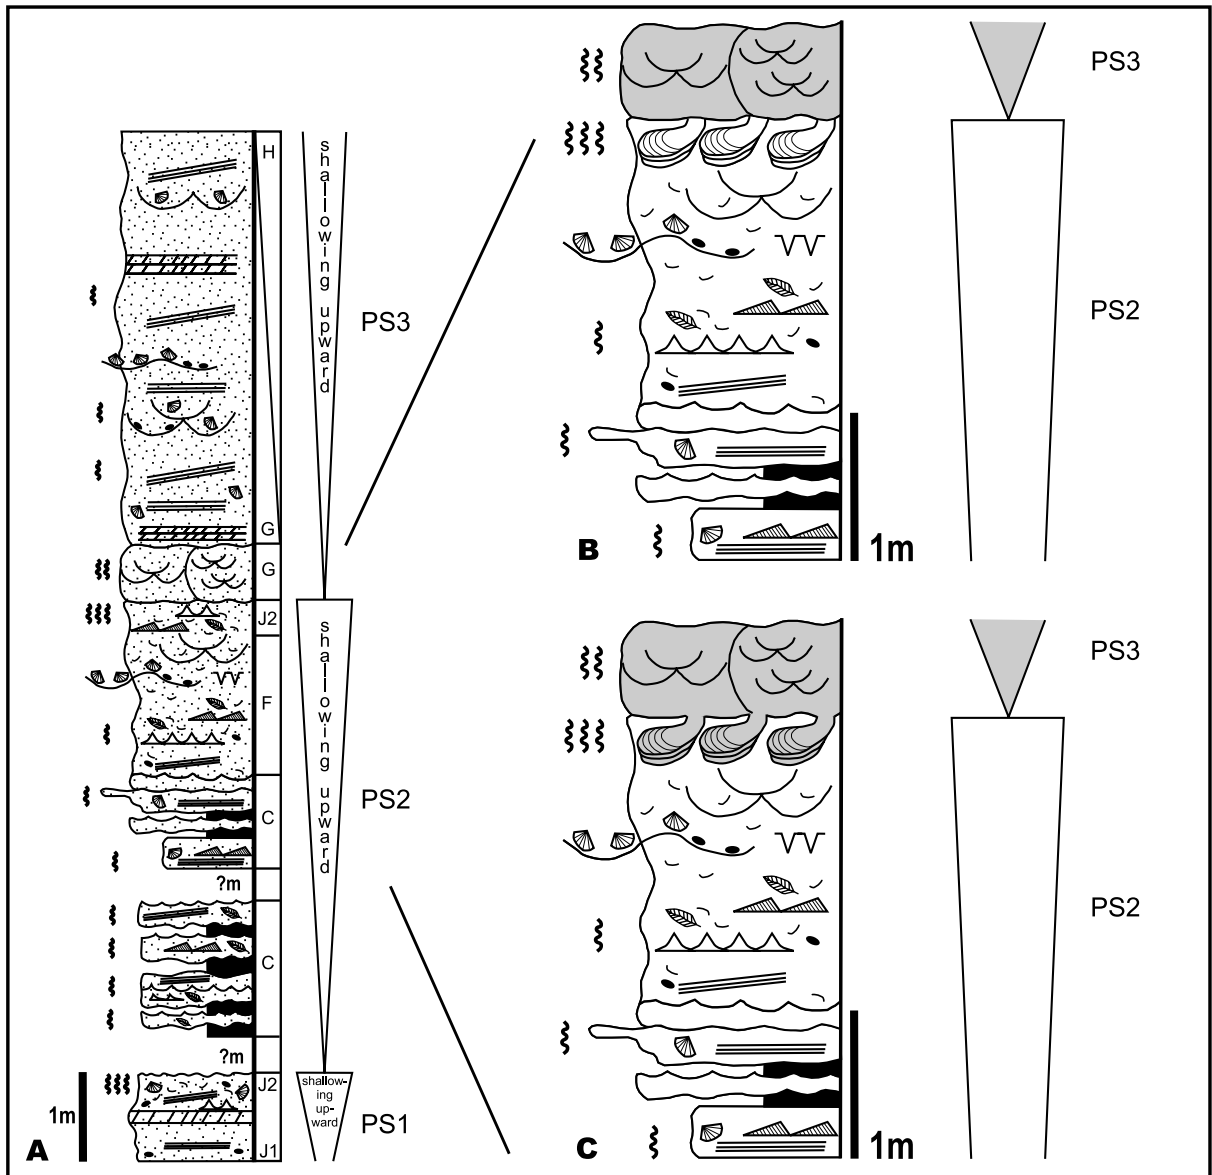 H
shallowing upward
PS3
G
G
J2
F
shallowing upward
PS2
C
?m
C
?m
J2
shallow-
ing
up-
ward
PS1
1m
J1
A
PS3
PS2
B
1m
PS3
PS2
C
1m